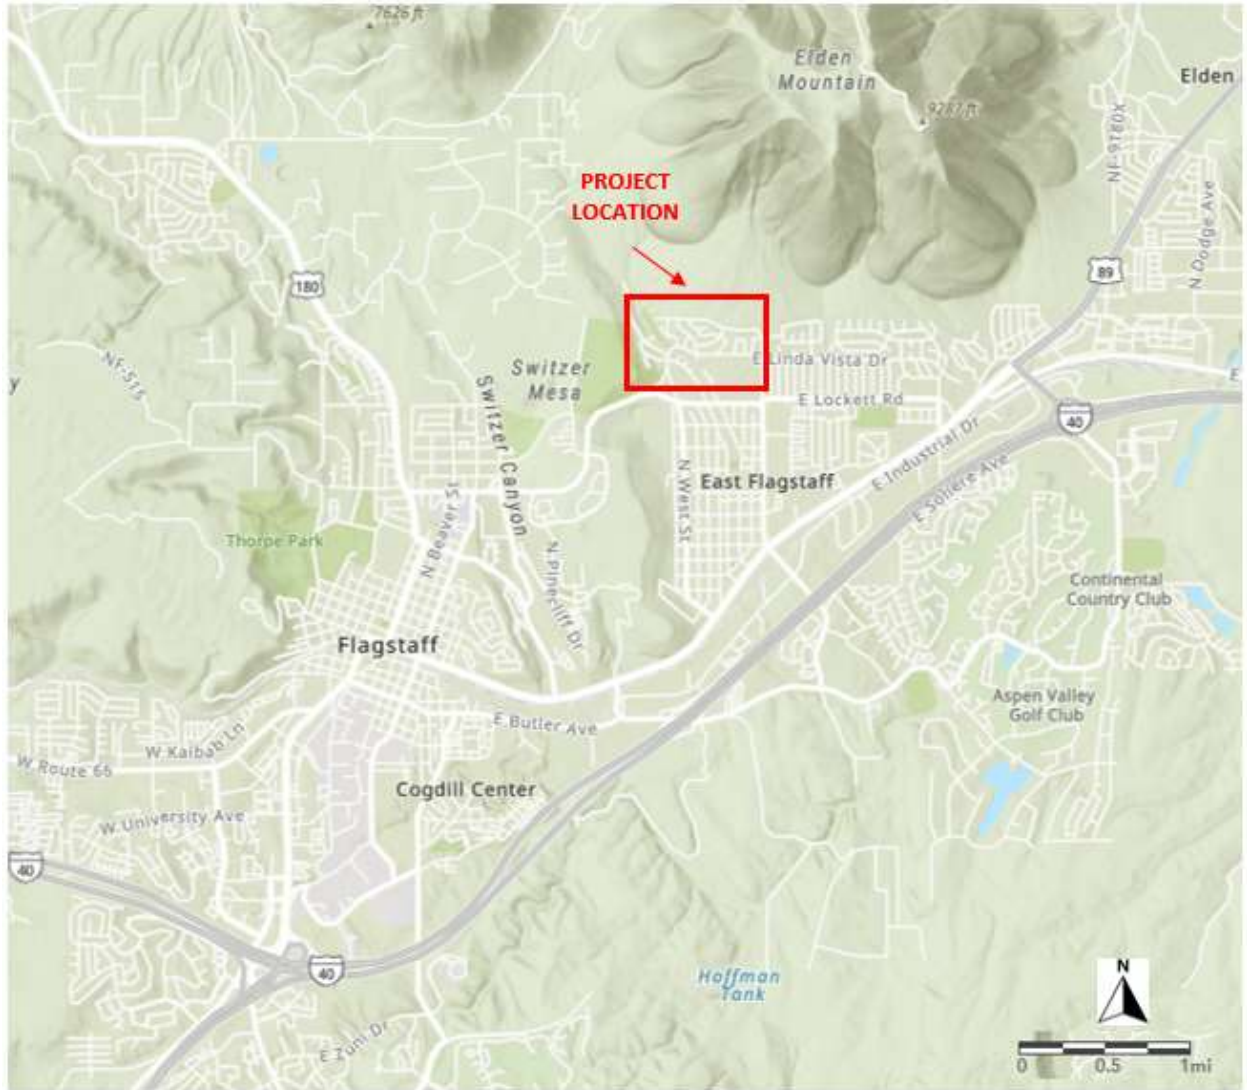 7626 ft
Elden
Mountain
Elden
9287 ft
NF-9180X
PROJECT
LOCATION
N Dodge Ave
89
180
NF-515
Switzer
Mesa
E Linda Vista Dr
E Lockett Rd
40
Switzer Canyon
E Industrial Dr
N West St
East Flagstaff
E Soliere Ave
N Beaver St
Thorpe Park
N Pinecliff Dr
Continental
Country Club
Flagstaff
Aspen Valley
Golf Club
E Butler Ave
W Kaibab Ln
W Route 66
Cogdill Center
W University Ave
40
40
Hoffman
Tank
N
E Zuni Dr
0 0.5 1mi